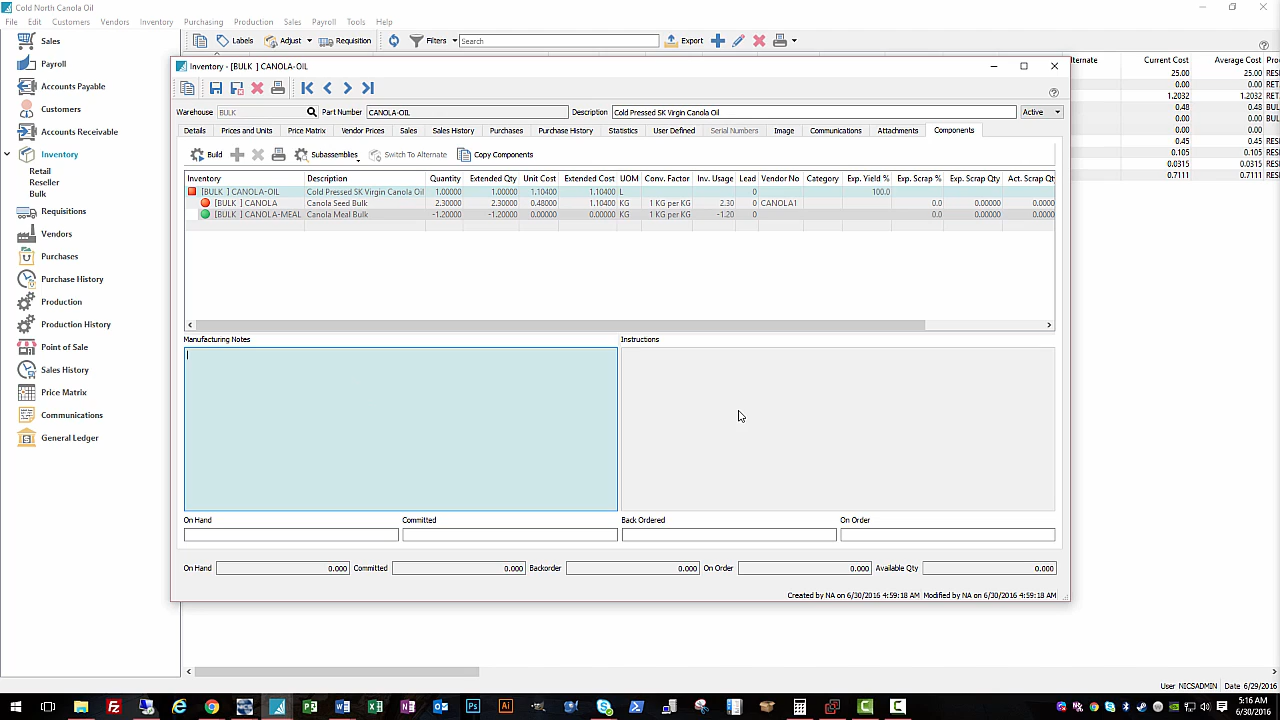 Cold North Canola Oil
File Edit Customers Vendors Inventory Purchasing Production Sales Payroll Tools Help
Sales
Payroll
Accounts Payable
Customers
Accounts Receivable
Inventory
Retail
Reseller
Bulk
Requisitions
Vendors
Purchases
Purchase History
Production
Production History
Point of Sale
Sales History
Price Matrix
Communications
General Ledger
Labels Adjust Requisition Filters Search Export
Inventory - [BULK ] CANOLA-OIL
Warehouse BULK Part Number CANOLA-OIL Description Cold Pressed SK Virgin Canola Oil Active
Details Prices and Units Price Matrix Vendor Prices Sales Sales History Purchases Purchase History Statistics User Defined Serial Numbers Image Communications Attachments Components
Build Subassemblies Switch To Alternate Copy Components
Inventory Description Quantity Extended Qty Unit Cost Extended Cost UOM Conv. Factor Inv. Usage Lead Vendor No Category Exp. Yield % Exp. Scrap % Exp. Scrap Qty Act. Scrap Qt
[BULK ] CANOLA-OIL Cold Pressed SK Virgin Canola Oil 1.00000 1.00000 1.10400 1.10400 L 0 100.0
[BULK ] CANOLA Canola Seed Bulk 2.30000 2.30000 0.48000 1.10400 KG 1 KG per KG 2.30 0 CANOLA1 0.0 0.00000 0.0000
[BULK ] CANOLA-MEAL Canola Meal Bulk -1.20000 -1.20000 0.00000 0.00000 KG 1 KG per KG -1.20 0 0.0 0.00000 0.0000
Manufacturing Notes Instructions
On Hand Committed Back Ordered On Order
On Hand 0.000 Committed 0.000 Backorder 0.000 On Order 0.000 Available Qty 0.000
Created by NA on 6/30/2016 4:59:18 AM Modified by NA on 6/30/2016 4:59:18 AM
lternate Current Cost Average Cost Pro
25.00 25.00 RES
0.00 0.00 RET
1.2032 1.2032 RES
0.48 0.48 BUL
0.00 0.00
0.45 0.45 RES
0.105 0.105 RES
0.0315 0.0315 RES
0.7111 0.7111 RES
User NICSADMIN Date 6/29/2016
5:16 AM
6/30/2016